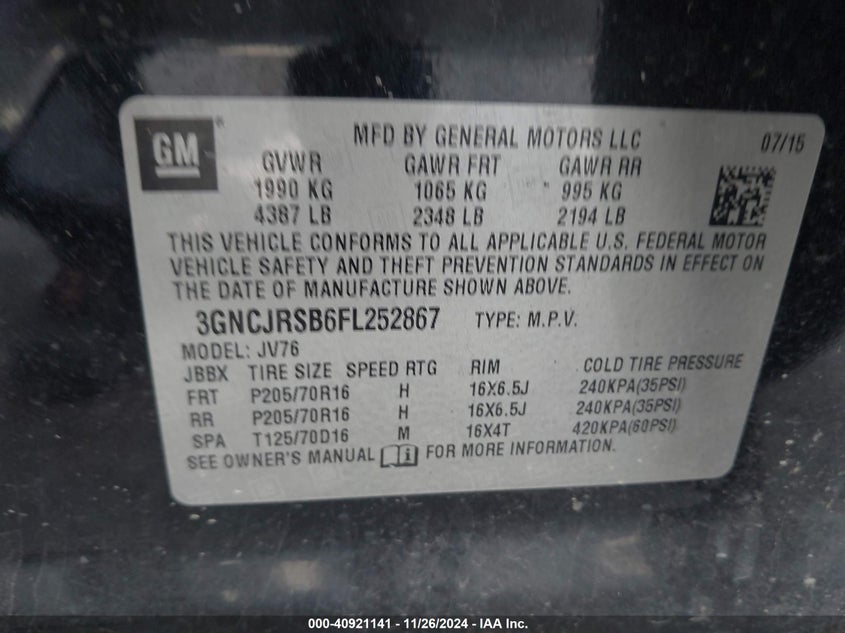 GM®
MFD BY GENERAL MOTORS LLC 07/15
GVWR GAWR FRT GAWR RR
1990 KG 1065 KG 995 KG
4387 LB 2348 LB 2194 LB
THIS VEHICLE CONFORMS TO ALL APPLICABLE U.S. FEDERAL MOTOR
VEHICLE SAFETY AND THEFT PREVENTION STANDARDS IN EFFECT ON
THE DATE OF MANUFACTURE SHOWN ABOVE.
3GNCJRSB6FL252867 TYPE: M.P.V.
MODEL: JV76
JBBX TIRE SIZE SPEED RTG RIM COLD TIRE PRESSURE
FRT P205/70R16 H 16X6.5J 240KPA(35PSI)
RR P205/70R16 H 16X6.5J 240KPA(35PSI)
SPA T125/70D16 M 16X4T 420KPA(60PSI)
SEE OWNER'S MANUAL FOR MORE INFORMATION.
000-40921141 - 11/26/2024 - IAA Inc.